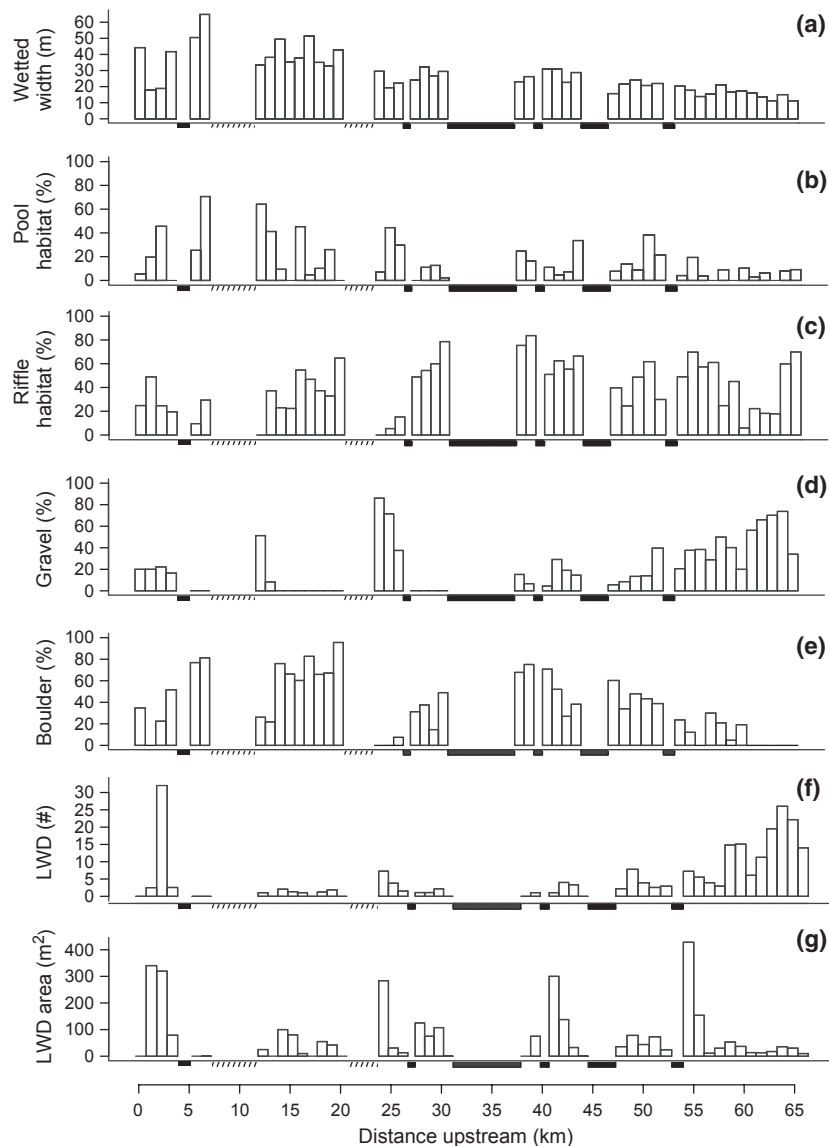 (a)
Wetted
width (m)
60
50
40
30
20
10
0
(b)
Pool
habitat (%)
100
80
60
40
20
0
(c)
Riffle
habitat (%)
100
80
60
40
20
0
(d)
Gravel (%)
100
80
60
40
20
0
(e)
Boulder (%)
100
80
60
40
20
0
(f)
LWD (#)
30
25
20
15
10
5
0
(g)
LWD area (m²)
400
300
200
100
0
0 5 10 15 20 25 30 35 40 45 50 55 60 65
Distance upstream (km)